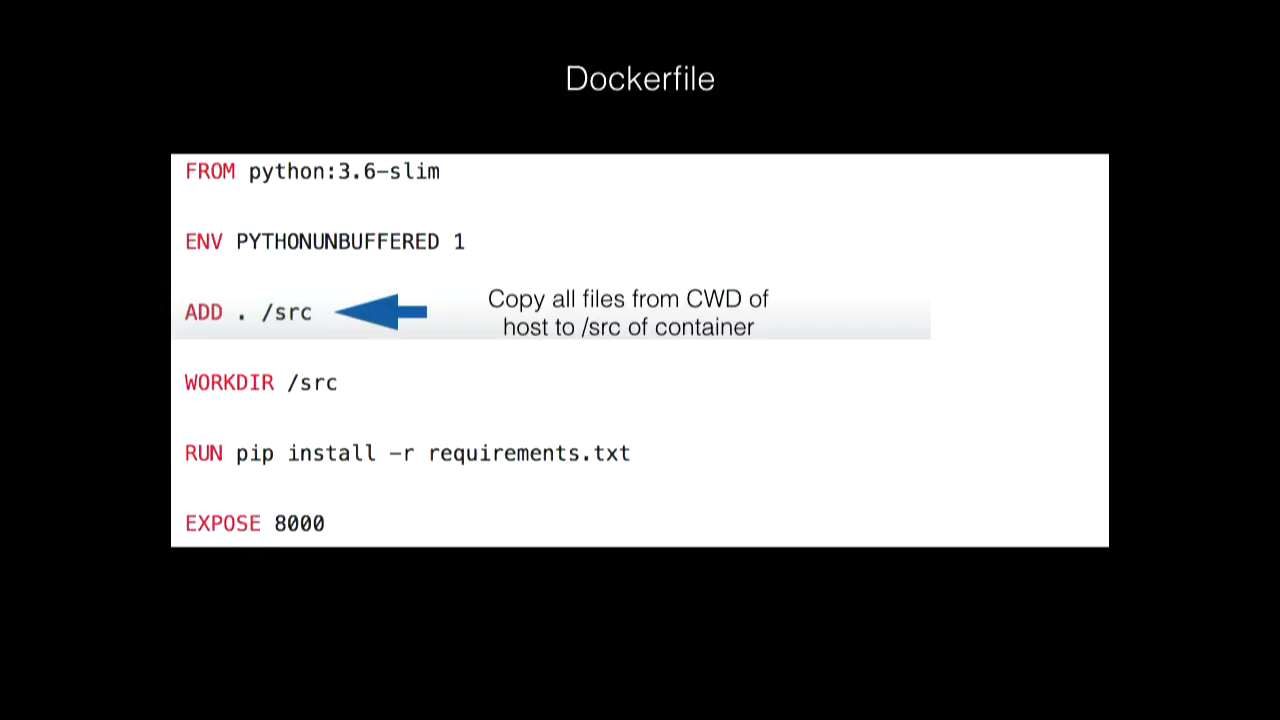 Dockerfile
FROM python:3.6-slim
ENV PYTHONUNBUFFERED 1
ADD . /src
Copy all files from CWD of
host to /src of container
WORKDIR /src
RUN pip install -r requirements.txt
EXPOSE 8000